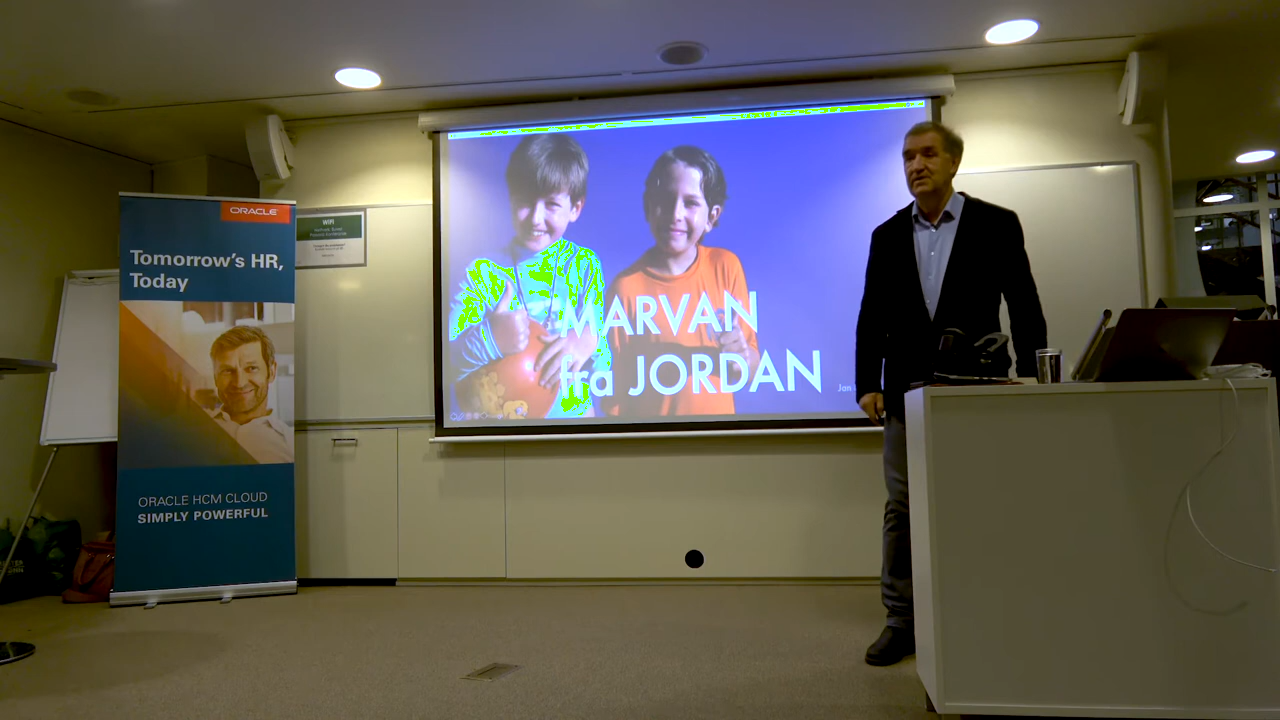 ORACLE
Tomorrow's HR,
Today
ORACLE HCM CLOUD
SIMPLY POWERFUL
WIFI
MARVAN
fra JORDAN
Jan